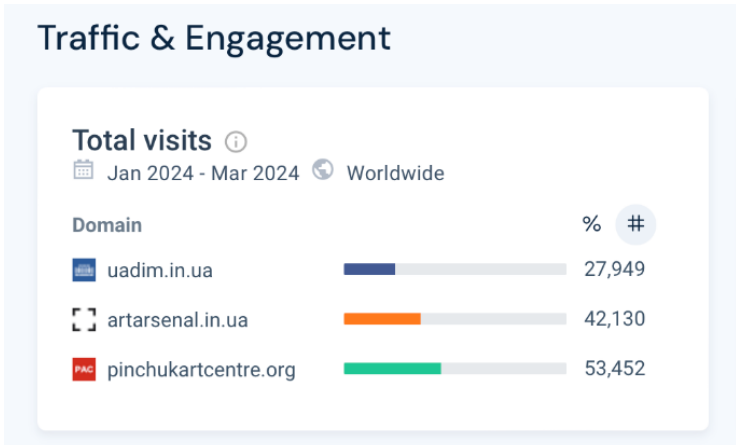 Traffic & Engagement
Total visits
Jan 2024 - Mar 2024 Worldwide
Domain % #
uadim.in.ua 27,949
artarsenal.in.ua 42,130
PAC pinchukartcentre.org 53,452